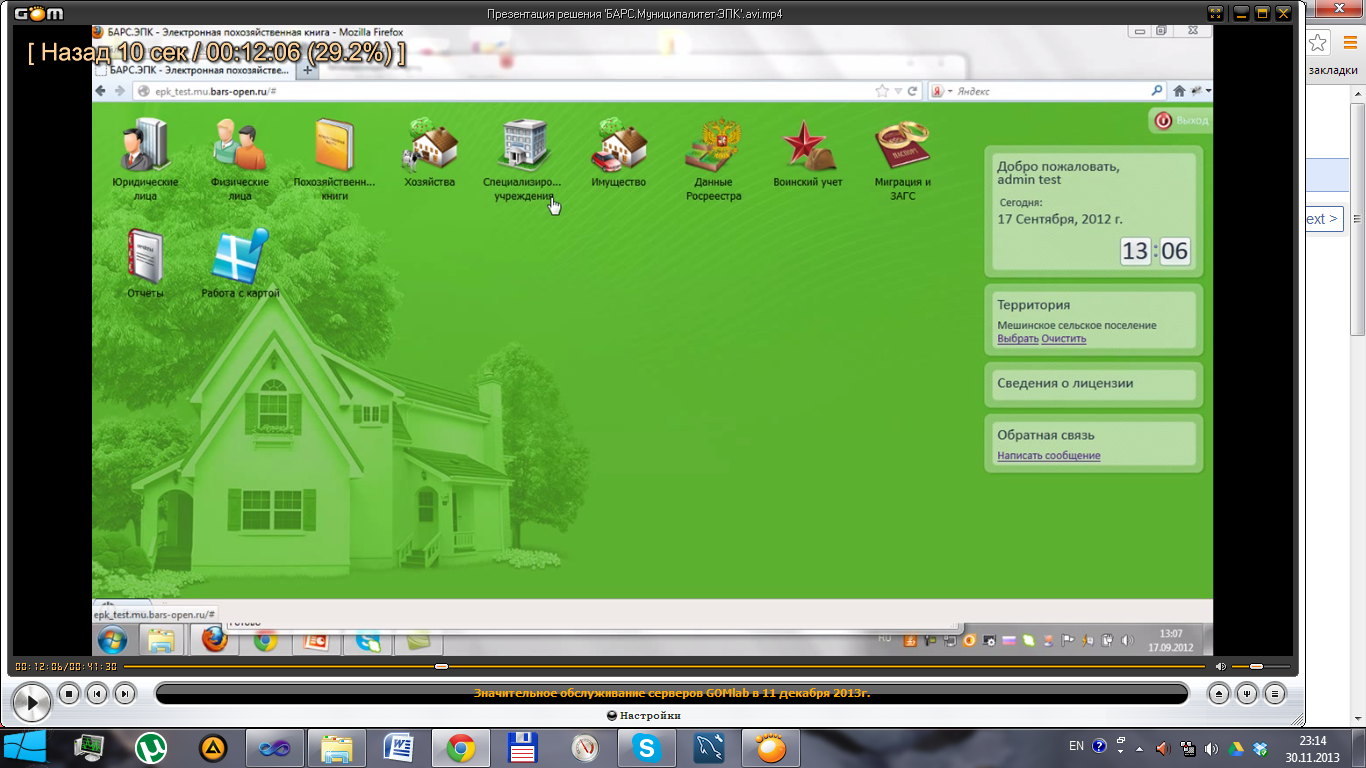 GOM
Презентация решения 'БАРС.Муниципалитет-ЭПК'.avi.mp4
БАРС.ЭПК - Электронная похозяйственная книга - Mozilla Firefox
[ Назад 10 сек / 00:12:06 (29.2%) ]
БАРС.ЭПК - Электронная похозяйстве...
закладки
epk_test.mu.bars-open.ru/#
Яндекс
Выход
Юридические лица
Физические лица
Похозяйственн... книги
Хозяйства
Специализиро... учреждения
Имущество
Данные Росреестра
Воинский учет
Миграция и ЗАГС
Отчёты
Работа с картой
Добро пожаловать,
admin test
Сегодня:
17 Сентября, 2012 г.
13:06
ext >
Территория
Мешинское сельское поселение
Выбрать Очистить
Сведения о лицензии
Обратная связь
Написать сообщение
epk_test.mu.bars-open.ru/#
RU
13:07
17.09.2012
00:12:06/00:41:30
Значительное обслуживание серверов GOMlab в 11 декабря 2013г.
Настройки
EN
23:14
30.11.2013